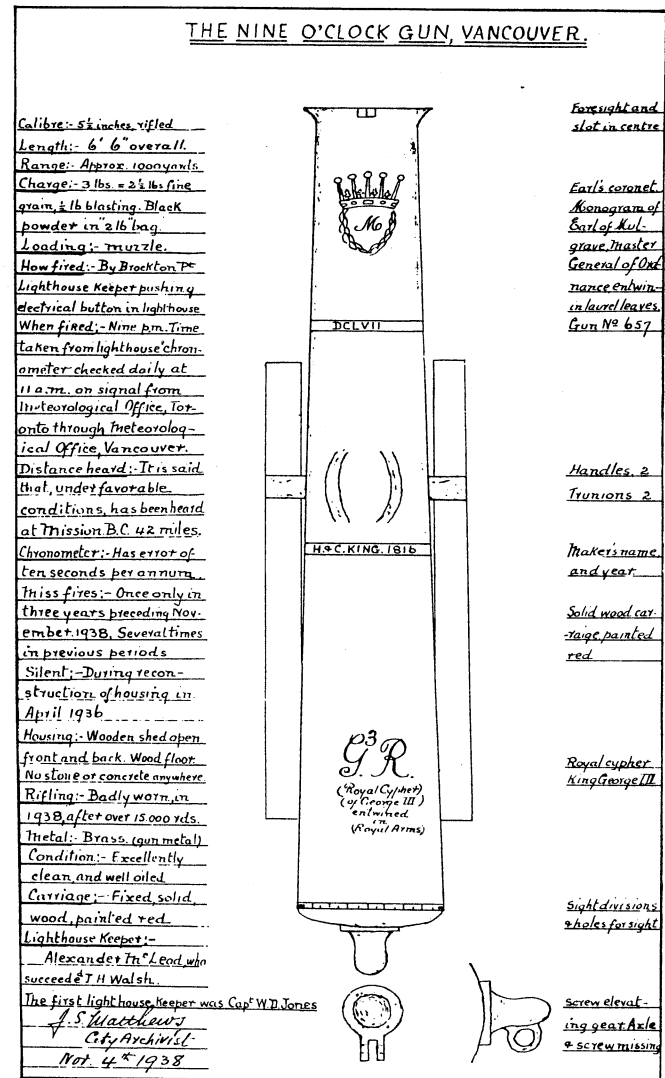 THE NINE O'CLOCK GUN, VANCOUVER.
Calibre:- 5½ inches, rifled
Length:- 6' 6" overall.
Range:- Approx. 1000 yards
Charge:- 3 lbs. = 2½ lbs fine
grain, ½ lb blasting. Black
powder in "2 lb" bag.
Loading:- muzzle.
How fired:- By Brockton Pt
Lighthouse Keeper pushing
electrical button in lighthouse
When fired:- Nine p.m. Time
taken from lighthouse chron-
ometer checked daily at
11 a.m. on signal from
Meteorological Office, Tor-
onto through Meteorolog-
ical Office, Vancouver.
Distance heard:- It is said
that, under favorable
conditions, has been heard
at Mission B.C. 42 miles.
Chronometer:- Has error of
ten seconds per annum.
Miss fires:- Once only in
three years preceding Nov-
ember. 1938, Several times
in previous periods
Silent:- During recon-
struction of housing in
April 1936
Housing:- Wooden shed open
front and back. Wood floor.
No stone or concrete anywhere
Rifling:- Badly worn, in
1938, after over 15.000 rds.
Metal:- Brass. (gun metal)
Condition:- Excellently
clean, and well oiled
Carriage:- Fixed, solid,
wood, painted red
Lighthouse Keeper:-
Alexander McLeod, who
succeeded T H Walsh.
The first lighthouse Keeper was Capt W.D. Jones
J.S. Matthews
City Archivist
Nov. 4th 1938
M
DCLVII
H.&C. KING. 1816
G3R.
(Royal Cypher)
(of George III)
entwined
in
(Royal Arms)
Foresight and
slot in centre
Earl's coronet
Monogram of
Earl of Mul-
grave, Master
General of Ord
nance, entwin-
in laurel leaves.
Gun No 657
Handles, 2
Trunions 2
Maker's name,
and year
Solid wood car-
-raige, painted
red
Royal cypher
King George III
Sight divisions
& holes for sight
Screw elevat-
ing gear. Axle
& screw missing